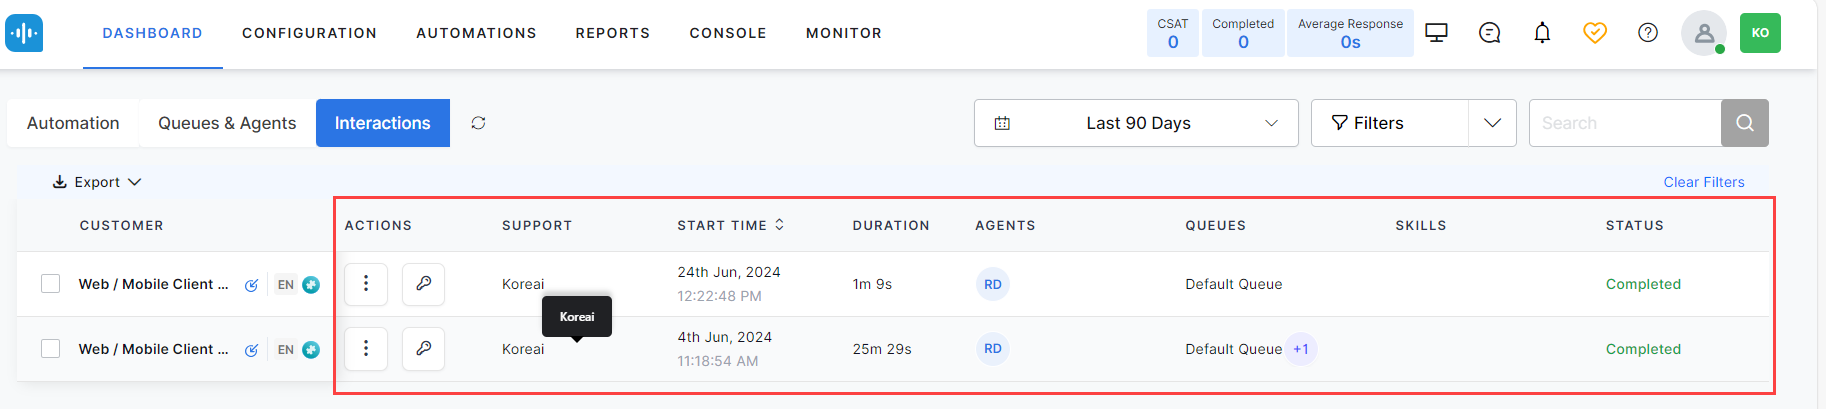 DASHBOARD CONFIGURATION AUTOMATIONS REPORTS CONSOLE MONITOR CSAT Completed Average Response KO
0 0 0s
Automation Queues & Agents Interactions Last 90 Days Filters Search
Export Clear Filters
CUSTOMER ACTIONS SUPPORT START TIME DURATION AGENTS QUEUES SKILLS STATUS
Web / Mobile Client ... EN Koreai 24th Jun, 2024 1m 9s RD Default Queue Completed
12:22:48 PM
Koreai
Web / Mobile Client ... EN Koreai 4th Jun, 2024 25m 29s RD Default Queue +1 Completed
11:18:54 AM